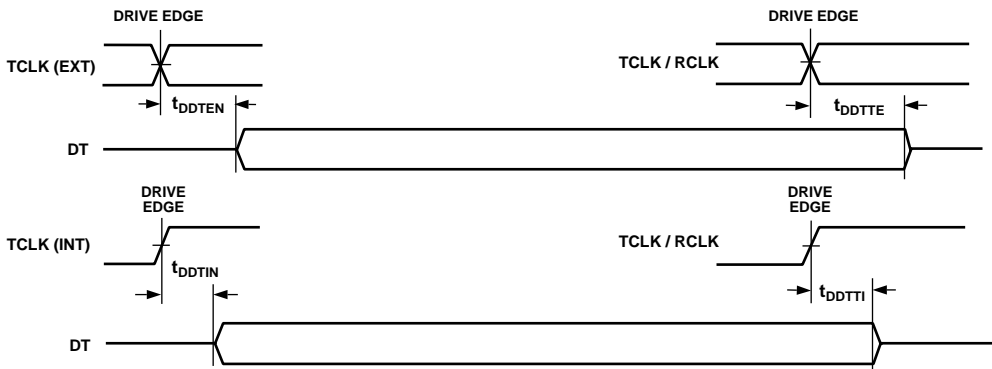 DRIVE EDGE
DRIVE EDGE
TCLK (EXT)
TCLK / RCLK
tDDTEN
tDDTTE
DT
DRIVE
EDGE
DRIVE
EDGE
TCLK (INT)
TCLK / RCLK
tDDTIN
tDDTTI
DT